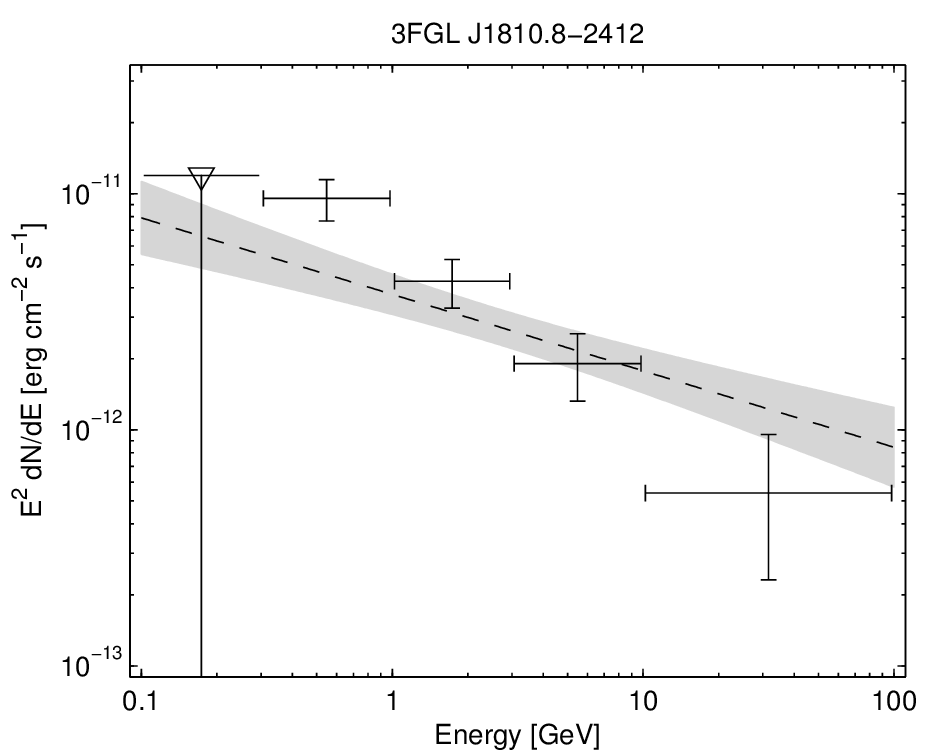 3FGL J1810.8−2412
10⁻¹¹
10⁻¹²
10⁻¹³
E² dN/dE [erg cm⁻² s⁻¹]
0.1 1 10 100
Energy [GeV]